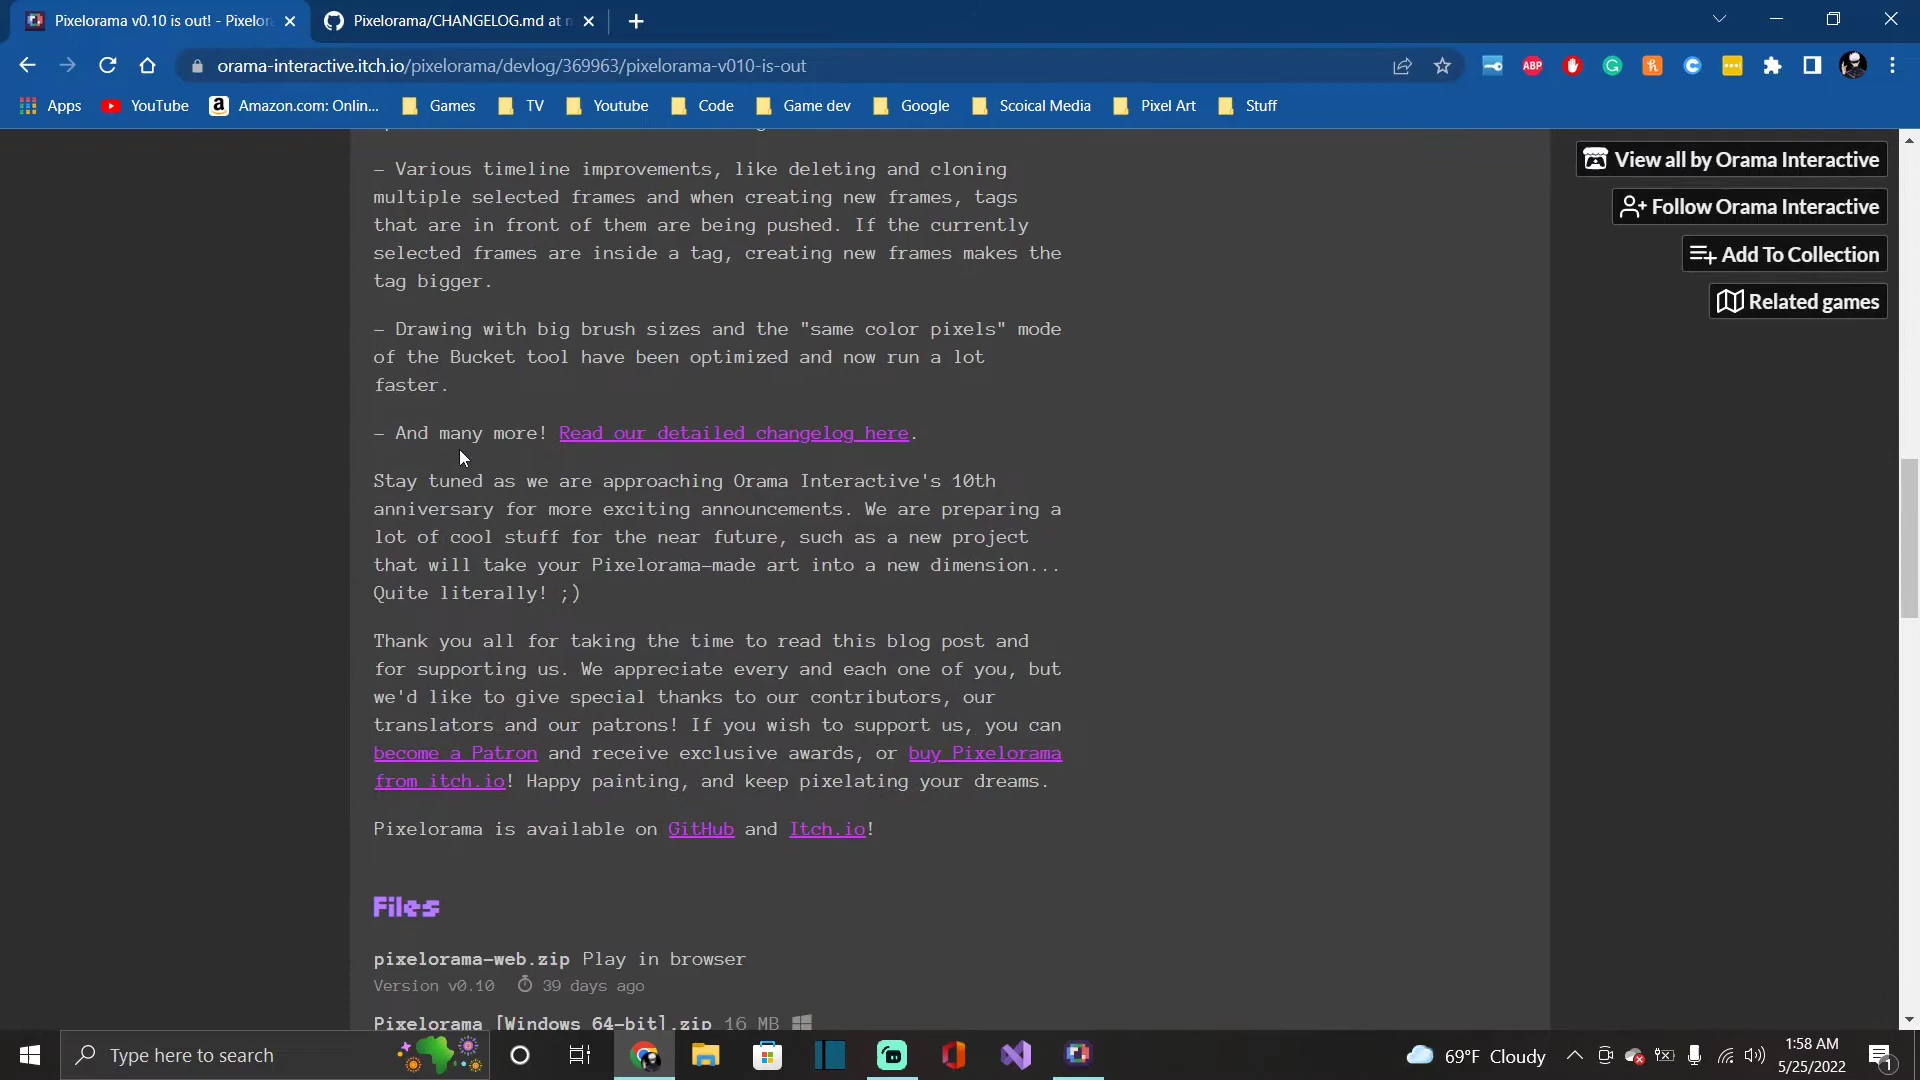 Pixelorama v0.10 is out! - Pixelor
Pixelorama/CHANGELOG.md at m
orama-interactive.itch.io/pixelorama/devlog/369963/pixelorama-v010-is-out
ABP
Apps
YouTube
Amazon.com: Onlin...
Games
TV
Youtube
Code
Game dev
Google
Scoical Media
Pixel Art
Stuff
View all by Orama Interactive
Follow Orama Interactive
Add To Collection
Related games
– Various timeline improvements, like deleting and cloning
multiple selected frames and when creating new frames, tags
that are in front of them are being pushed. If the currently
selected frames are inside a tag, creating new frames makes the
tag bigger.
– Drawing with big brush sizes and the "same color pixels" mode
of the Bucket tool have been optimized and now run a lot
faster.
– And many more! Read our detailed changelog here.
Stay tuned as we are approaching Orama Interactive's 10th
anniversary for more exciting announcements. We are preparing a
lot of cool stuff for the near future, such as a new project
that will take your Pixelorama-made art into a new dimension...
Quite literally! ;)
Thank you all for taking the time to read this blog post and
for supporting us. We appreciate every and each one of you, but
we'd like to give special thanks to our contributors, our
translators and our patrons! If you wish to support us, you can
become a Patron and receive exclusive awards, or buy Pixelorama
from itch.io! Happy painting, and keep pixelating your dreams.
Pixelorama is available on GitHub and Itch.io!
Files
pixelorama-web.zip Play in browser
Version v0.10 39 days ago
Pixelorama [Windows 64-bit].zip 16 MB
Type here to search
69°F Cloudy
1:58 AM
5/25/2022
1